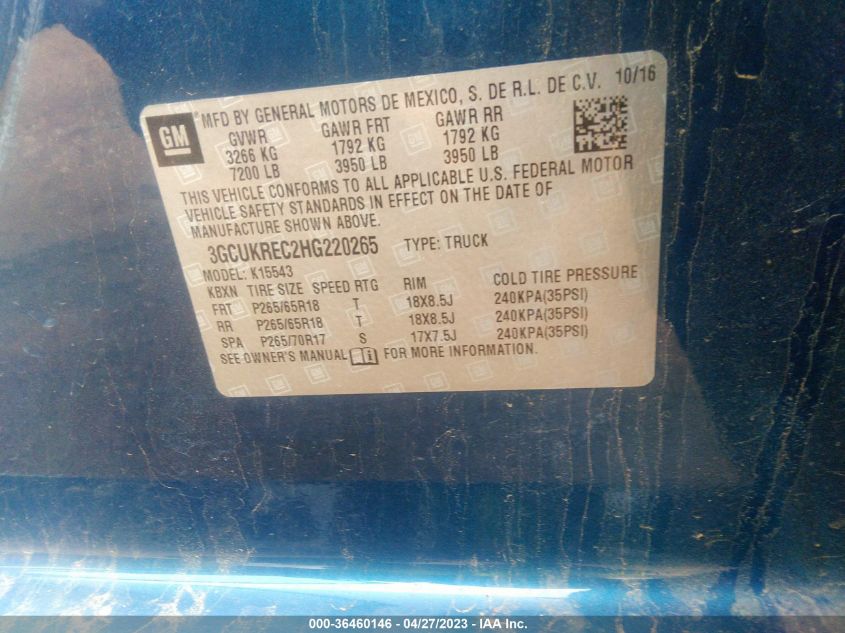 GM
MFD BY GENERAL MOTORS DE MEXICO, S. DE R.L. DE C.V. 10/16
GVWR GAWR FRT GAWR RR
3266 KG 1792 KG 1792 KG
7200 LB 3950 LB 3950 LB
THIS VEHICLE CONFORMS TO ALL APPLICABLE U.S. FEDERAL MOTOR
VEHICLE SAFETY STANDARDS IN EFFECT ON THE DATE OF
MANUFACTURE SHOWN ABOVE.
3GCUKREC2HG220265 TYPE: TRUCK
MODEL: K15543
KBXN TIRE SIZE SPEED RTG RIM COLD TIRE PRESSURE
FRT P265/65R18 T 18X8.5J 240KPA(35PSI)
RR P265/65R18 T 18X8.5J 240KPA(35PSI)
SPA P265/70R17 S 17X7.5J 240KPA(35PSI)
SEE OWNER'S MANUAL FOR MORE INFORMATION.
000-36460146 - 04/27/2023 - IAA Inc.